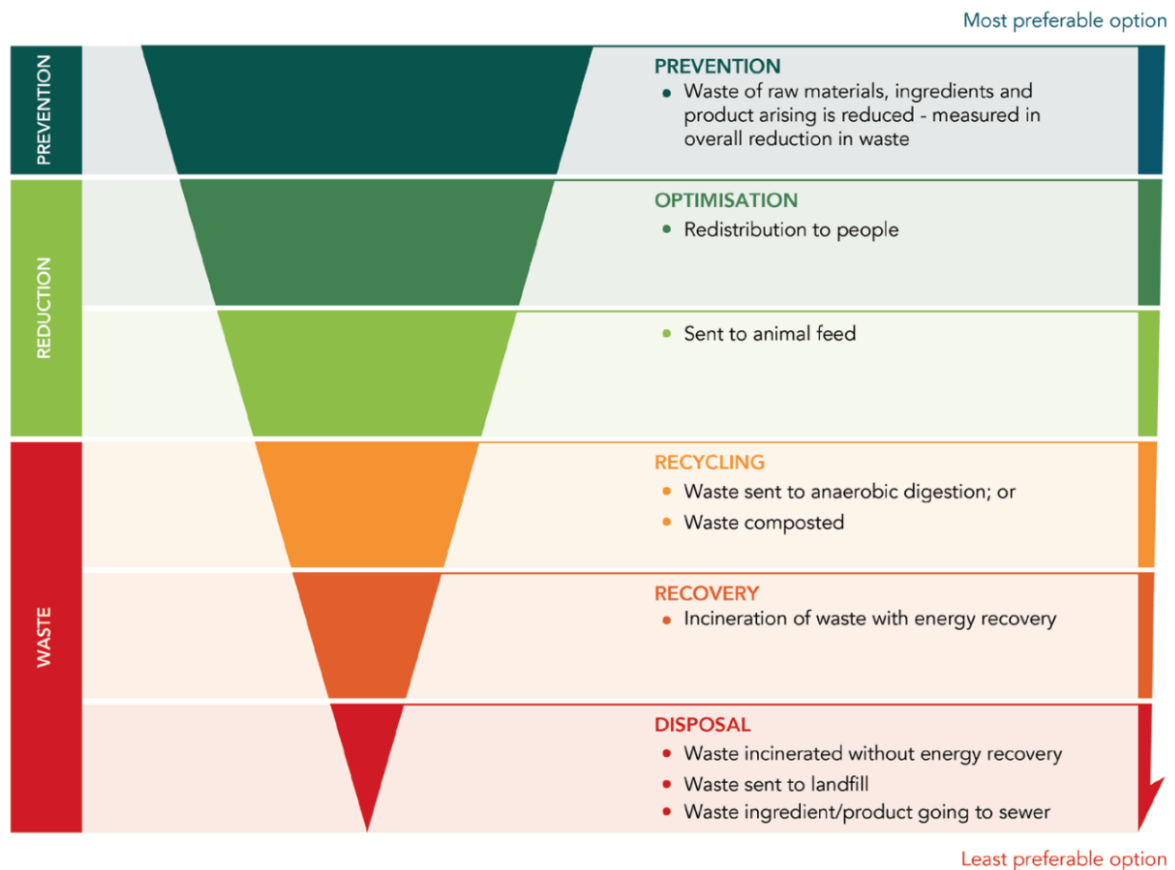 Most preferable option
PREVENTION
PREVENTION
• Waste of raw materials, ingredients and
product arising is reduced - measured in
overall reduction in waste
REDUCTION
OPTIMISATION
• Redistribution to people
• Sent to animal feed
WASTE
RECYCLING
• Waste sent to anaerobic digestion; or
• Waste composted
RECOVERY
• Incineration of waste with energy recovery
DISPOSAL
• Waste incinerated without energy recovery
• Waste sent to landfill
• Waste ingredient/product going to sewer
Least preferable option